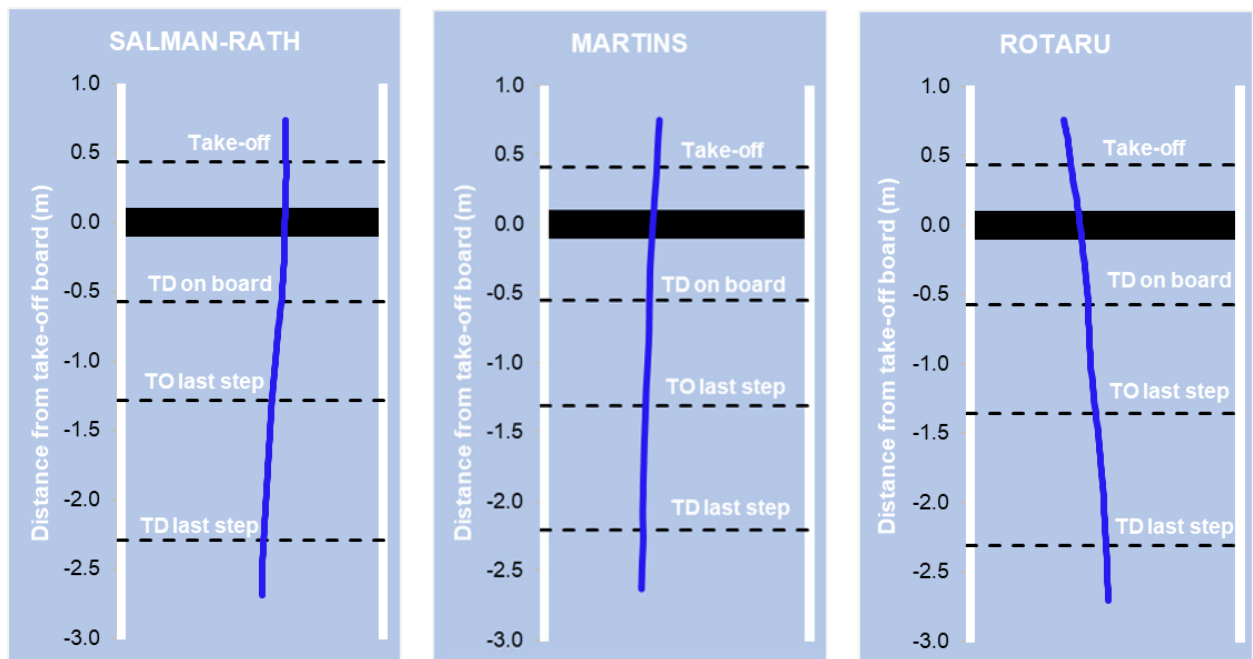 SALMAN-RATH
Distance from take-off board (m)
1.0
Take-off
0.5
0.0
TD on board
-0.5
-1.0
TO last step
-1.5
-2.0
TD last step
-2.5
-3.0
MARTINS
Distance from take-off board (m)
1.0
Take-off
0.5
0.0
TD on board
-0.5
-1.0
TO last step
-1.5
-2.0
TD last step
-2.5
-3.0
ROTARU
Distance from take-off board (m)
1.0
Take-off
0.5
0.0
TD on board
-0.5
-1.0
TO last step
-1.5
-2.0
TD last step
-2.5
-3.0